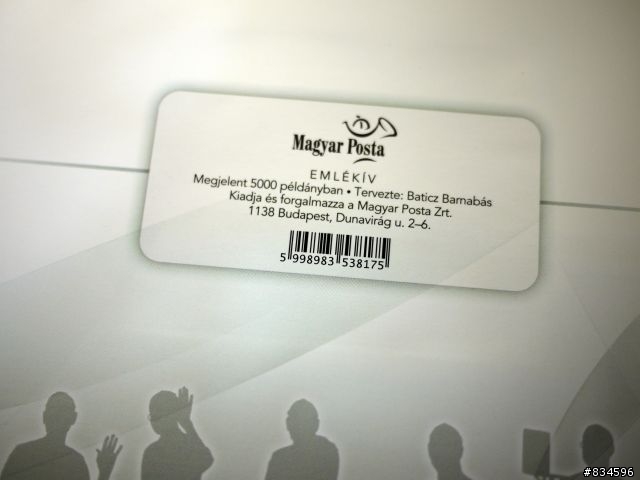 Magyar Posta
EMLÉKÍV
Megjelent 5000 példányban • Tervezte: Baticz Barnabás
Kiadja és forgalmazza a Magyar Posta Zrt.
1138 Budapest, Dunavirág u. 2–6.
5 998983 538175
#834596